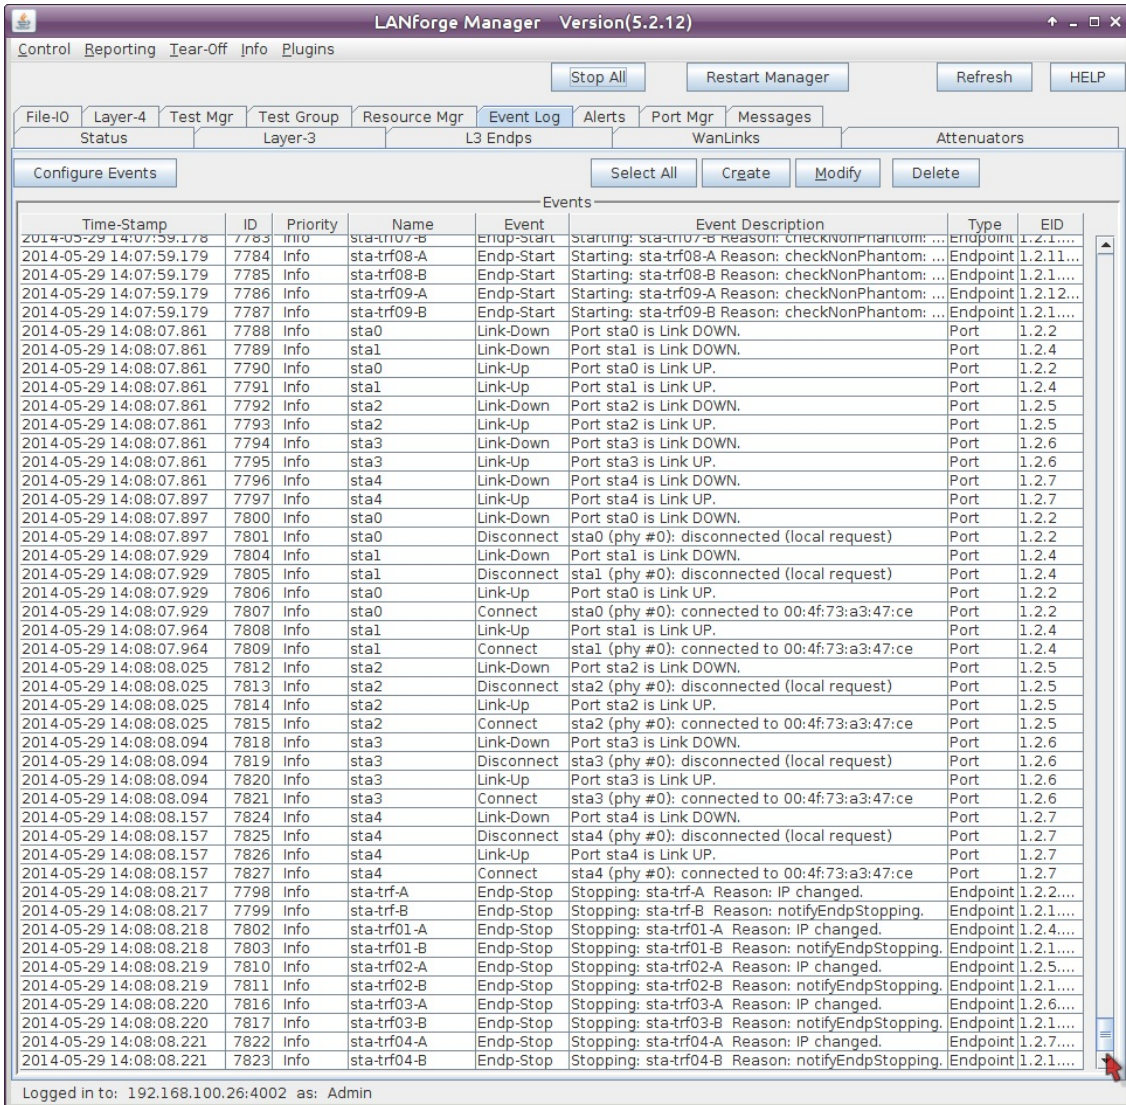 LANforge Manager Version(5.2.12)
Control Reporting Tear-Off Info Plugins
Stop All Restart Manager Refresh HELP
File-IO Layer-4 Test Mgr Test Group Resource Mgr Event Log Alerts Port Mgr Messages
Status Layer-3 L3 Endps WanLinks Attenuators
Configure Events Select All Create Modify Delete
Events
Time-Stamp ID Priority Name Event Event Description Type EID
2014-05-29 14:07:59.178 7783 Info sta-trf07-B Endp-Start Starting: sta-trf07-B Reason: checkNonPhantom: ... Endpoint 1.2.1....
2014-05-29 14:07:59.179 7784 Info sta-trf08-A Endp-Start Starting: sta-trf08-A Reason: checkNonPhantom: ... Endpoint 1.2.11...
2014-05-29 14:07:59.179 7785 Info sta-trf08-B Endp-Start Starting: sta-trf08-B Reason: checkNonPhantom: ... Endpoint 1.2.1....
2014-05-29 14:07:59.179 7786 Info sta-trf09-A Endp-Start Starting: sta-trf09-A Reason: checkNonPhantom: ... Endpoint 1.2.12...
2014-05-29 14:07:59.179 7787 Info sta-trf09-B Endp-Start Starting: sta-trf09-B Reason: checkNonPhantom: ... Endpoint 1.2.1....
2014-05-29 14:08:07.861 7788 Info sta0 Link-Down Port sta0 is Link DOWN. Port 1.2.2
2014-05-29 14:08:07.861 7789 Info sta1 Link-Down Port sta1 is Link DOWN. Port 1.2.4
2014-05-29 14:08:07.861 7790 Info sta0 Link-Up Port sta0 is Link UP. Port 1.2.2
2014-05-29 14:08:07.861 7791 Info sta1 Link-Up Port sta1 is Link UP. Port 1.2.4
2014-05-29 14:08:07.861 7792 Info sta2 Link-Down Port sta2 is Link DOWN. Port 1.2.5
2014-05-29 14:08:07.861 7793 Info sta2 Link-Up Port sta2 is Link UP. Port 1.2.5
2014-05-29 14:08:07.861 7794 Info sta3 Link-Down Port sta3 is Link DOWN. Port 1.2.6
2014-05-29 14:08:07.861 7795 Info sta3 Link-Up Port sta3 is Link UP. Port 1.2.6
2014-05-29 14:08:07.861 7796 Info sta4 Link-Down Port sta4 is Link DOWN. Port 1.2.7
2014-05-29 14:08:07.897 7797 Info sta4 Link-Up Port sta4 is Link UP. Port 1.2.7
2014-05-29 14:08:07.897 7800 Info sta0 Link-Down Port sta0 is Link DOWN. Port 1.2.2
2014-05-29 14:08:07.897 7801 Info sta0 Disconnect sta0 (phy #0): disconnected (local request) Port 1.2.2
2014-05-29 14:08:07.929 7804 Info sta1 Link-Down Port sta1 is Link DOWN. Port 1.2.4
2014-05-29 14:08:07.929 7805 Info sta1 Disconnect sta1 (phy #0): disconnected (local request) Port 1.2.4
2014-05-29 14:08:07.929 7806 Info sta0 Link-Up Port sta0 is Link UP. Port 1.2.2
2014-05-29 14:08:07.929 7807 Info sta0 Connect sta0 (phy #0): connected to 00:4f:73:a3:47:ce Port 1.2.2
2014-05-29 14:08:07.964 7808 Info sta1 Link-Up Port sta1 is Link UP. Port 1.2.4
2014-05-29 14:08:07.964 7809 Info sta1 Connect sta1 (phy #0): connected to 00:4f:73:a3:47:ce Port 1.2.4
2014-05-29 14:08:08.025 7812 Info sta2 Link-Down Port sta2 is Link DOWN. Port 1.2.5
2014-05-29 14:08:08.025 7813 Info sta2 Disconnect sta2 (phy #0): disconnected (local request) Port 1.2.5
2014-05-29 14:08:08.025 7814 Info sta2 Link-Up Port sta2 is Link UP. Port 1.2.5
2014-05-29 14:08:08.025 7815 Info sta2 Connect sta2 (phy #0): connected to 00:4f:73:a3:47:ce Port 1.2.5
2014-05-29 14:08:08.094 7818 Info sta3 Link-Down Port sta3 is Link DOWN. Port 1.2.6
2014-05-29 14:08:08.094 7819 Info sta3 Disconnect sta3 (phy #0): disconnected (local request) Port 1.2.6
2014-05-29 14:08:08.094 7820 Info sta3 Link-Up Port sta3 is Link UP. Port 1.2.6
2014-05-29 14:08:08.094 7821 Info sta3 Connect sta3 (phy #0): connected to 00:4f:73:a3:47:ce Port 1.2.6
2014-05-29 14:08:08.157 7824 Info sta4 Link-Down Port sta4 is Link DOWN. Port 1.2.7
2014-05-29 14:08:08.157 7825 Info sta4 Disconnect sta4 (phy #0): disconnected (local request) Port 1.2.7
2014-05-29 14:08:08.157 7826 Info sta4 Link-Up Port sta4 is Link UP. Port 1.2.7
2014-05-29 14:08:08.157 7827 Info sta4 Connect sta4 (phy #0): connected to 00:4f:73:a3:47:ce Port 1.2.7
2014-05-29 14:08:08.217 7798 Info sta-trf-A Endp-Stop Stopping: sta-trf-A Reason: IP changed. Endpoint 1.2.2....
2014-05-29 14:08:08.217 7799 Info sta-trf-B Endp-Stop Stopping: sta-trf-B Reason: notifyEndpStopping. Endpoint 1.2.1....
2014-05-29 14:08:08.218 7802 Info sta-trf01-A Endp-Stop Stopping: sta-trf01-A Reason: IP changed. Endpoint 1.2.4....
2014-05-29 14:08:08.218 7803 Info sta-trf01-B Endp-Stop Stopping: sta-trf01-B Reason: notifyEndpStopping. Endpoint 1.2.1....
2014-05-29 14:08:08.219 7810 Info sta-trf02-A Endp-Stop Stopping: sta-trf02-A Reason: IP changed. Endpoint 1.2.5....
2014-05-29 14:08:08.219 7811 Info sta-trf02-B Endp-Stop Stopping: sta-trf02-B Reason: notifyEndpStopping. Endpoint 1.2.1....
2014-05-29 14:08:08.220 7816 Info sta-trf03-A Endp-Stop Stopping: sta-trf03-A Reason: IP changed. Endpoint 1.2.6....
2014-05-29 14:08:08.220 7817 Info sta-trf03-B Endp-Stop Stopping: sta-trf03-B Reason: notifyEndpStopping. Endpoint 1.2.1....
2014-05-29 14:08:08.221 7822 Info sta-trf04-A Endp-Stop Stopping: sta-trf04-A Reason: IP changed. Endpoint 1.2.7....
2014-05-29 14:08:08.221 7823 Info sta-trf04-B Endp-Stop Stopping: sta-trf04-B Reason: notifyEndpStopping. Endpoint 1.2.1....
Logged in to: 192.168.100.26:4002 as: Admin